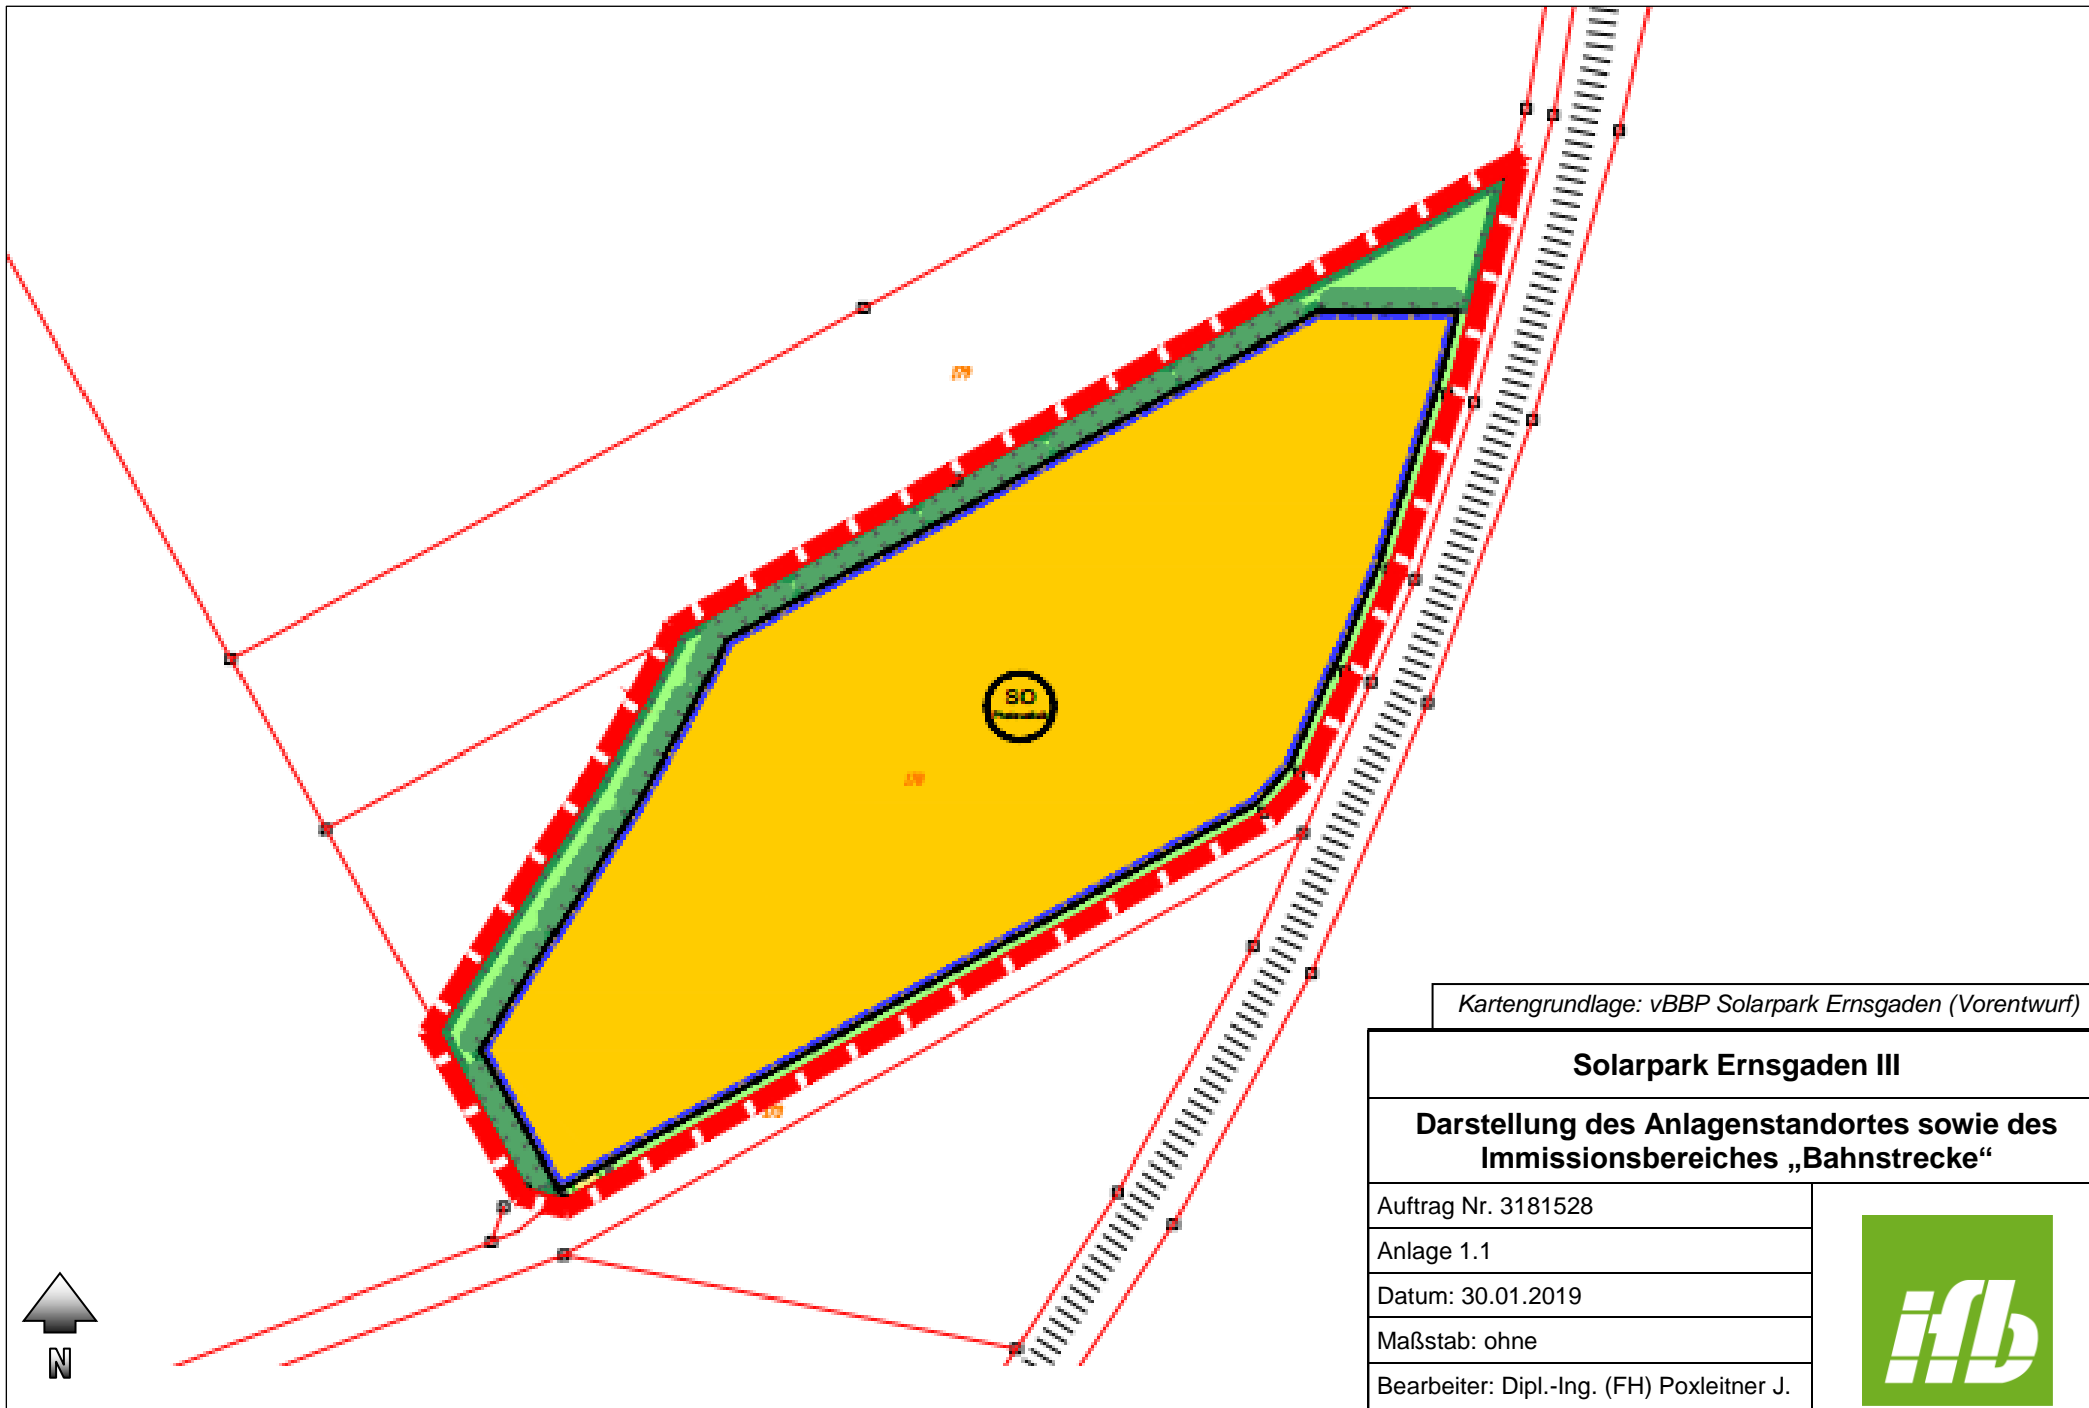 SO
Kartengrundlage: vBBP Solarpark Ernsgaden (Vorentwurf)
Solarpark Ernsgaden III
Darstellung des Anlagenstandortes sowie des
Immissionsbereiches „Bahnstrecke“
Auftrag Nr. 3181528
Anlage 1.1
Datum: 30.01.2019
Maßstab: ohne
Bearbeiter: Dipl.-Ing. (FH) Poxleitner J.
ifb
N